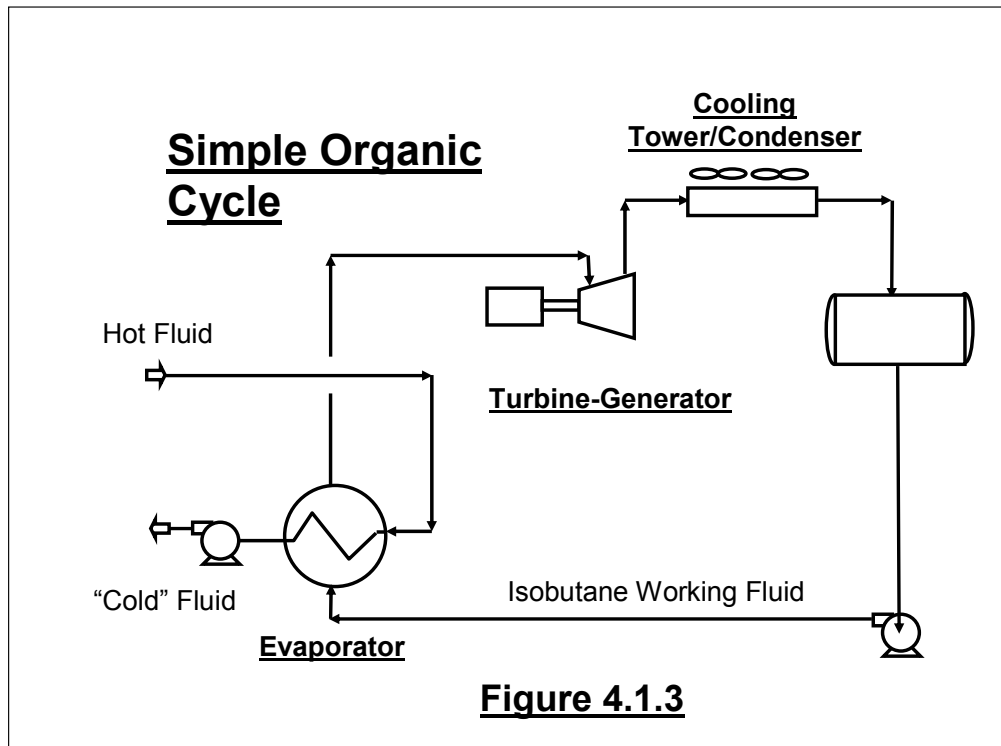 Cooling
Tower/Condenser
Simple Organic
Cycle
Hot Fluid
Turbine-Generator
“Cold” Fluid
Isobutane Working Fluid
Evaporator
Figure 4.1.3